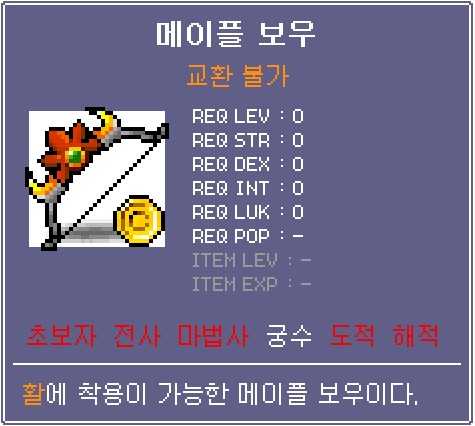 메이플 보우
교환 불가
REQ LEV : 0
REQ STR : 0
REQ DEX : 0
REQ INT : 0
REQ LUK : 0
REQ POP : -
ITEM LEV : -
ITEM EXP : -
초보자 전사 마법사 궁수 도적 해적
활에 착용이 가능한 메이플 보우이다.